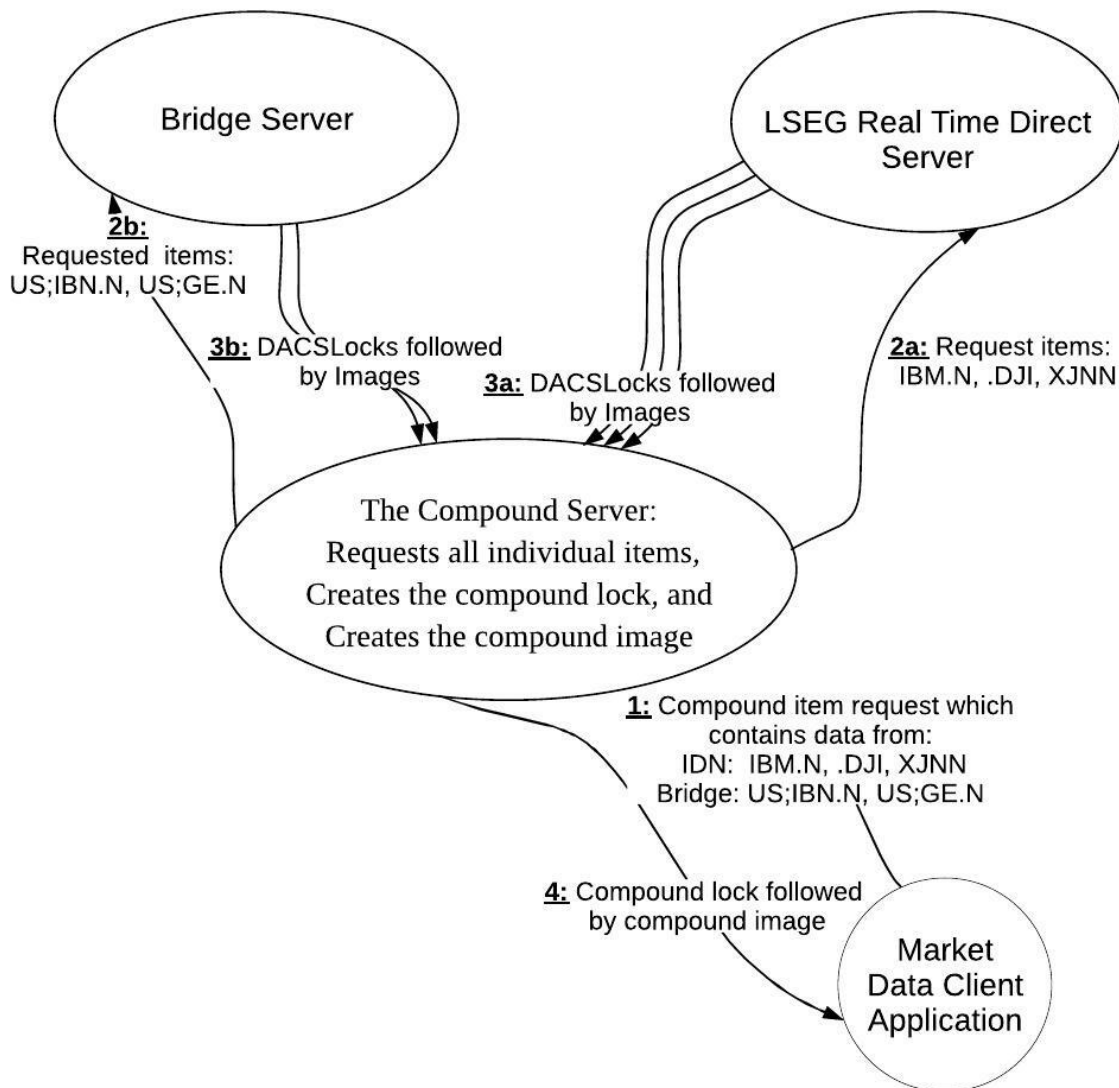 Bridge Server
LSEG Real Time Direct
Server
2b:
Requested items:
US;IBN.N, US;GE.N
3b: DACSLocks followed
by Images
3a: DACSLocks followed
by Images
2a: Request items:
IBM.N, .DJI, XJNN
The Compound Server:
Requests all individual items,
Creates the compound lock, and
Creates the compound image
1: Compound item request which
contains data from:
IDN: IBM.N, .DJI, XJNN
Bridge: US;IBN.N, US;GE.N
4: Compound lock followed
by compound image
Market
Data Client
Application